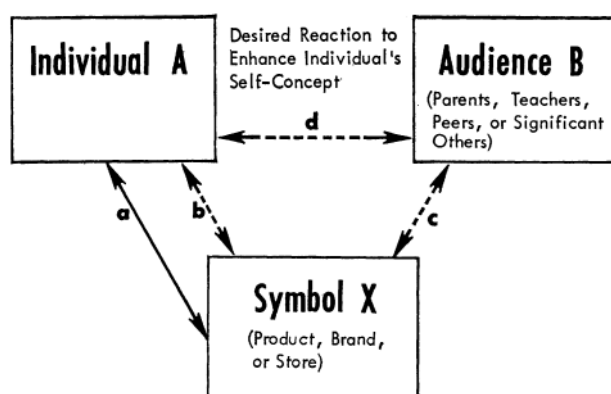 Individual A
Desired Reaction to
Enhance Individual's
Self-Concept
Audience B
(Parents, Teachers,
Peers, or Significant
Others)
d
a
b
c
Symbol X
(Product, Brand,
or Store)